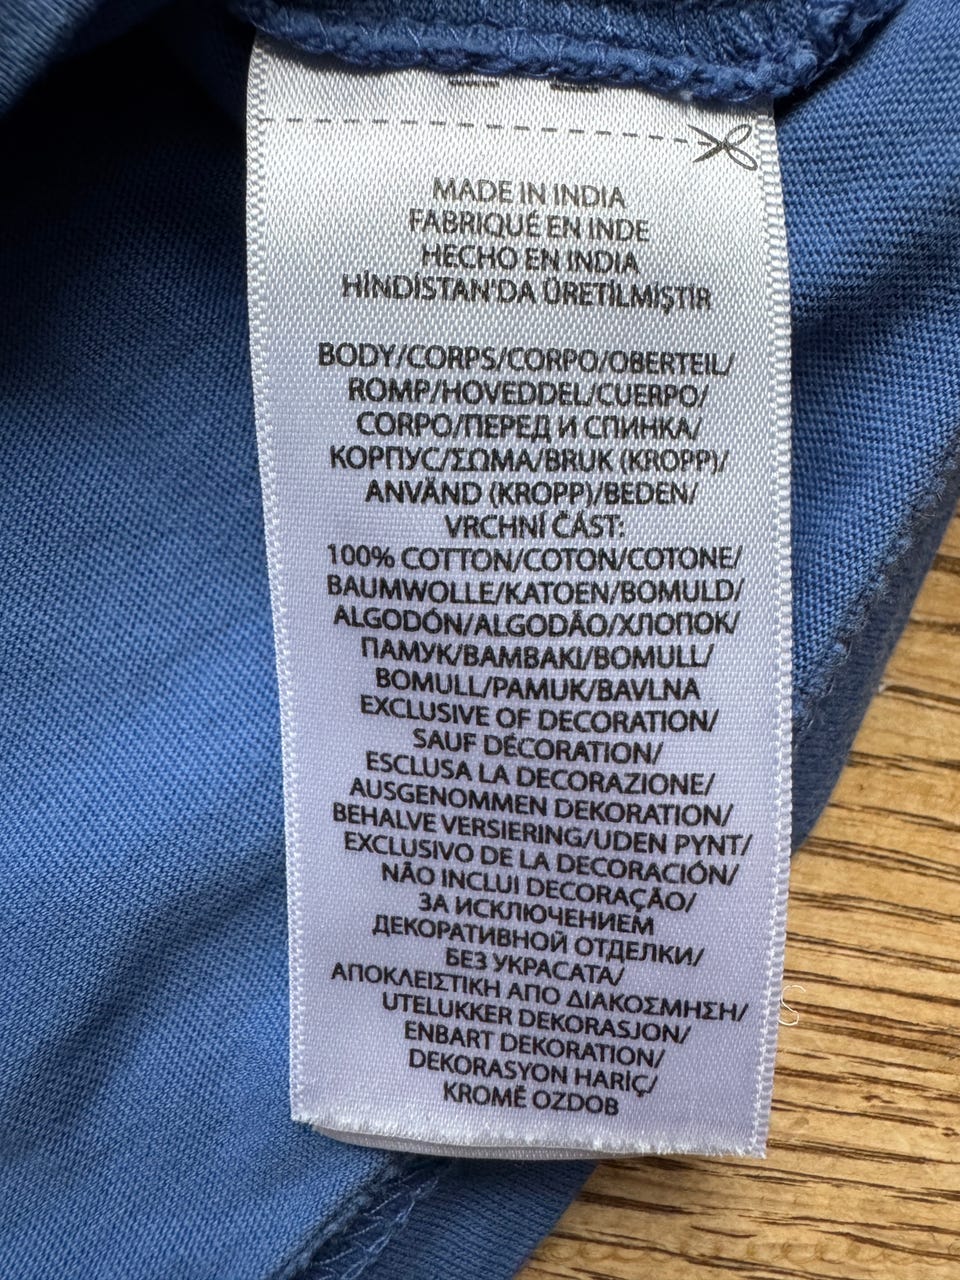 MADE IN INDIA
FABRIQUÉ EN INDE
HECHO EN INDIA
HİNDİSTAN'DA ÜRETİLMİŞTİR
BODY/CORPS/CORPO/OBERTEIL/
ROMP/HOVEDDEL/CUERPO/
CORPO/ПЕРЕД И СПИНКА/
КОРПУС/ΣΩΜΑ/BRUK (KROPP)/
ANVÄND (KROPP)/BEDEN/
VRCHNÍ ČÁST:
100% COTTON/COTON/COTONE/
BAUMWOLLE/KATOEN/BOMULD/
ALGODÓN/ALGODÃO/ХЛОПОК/
ПАМУК/ΒΑΜΒΑΚΙ/BOMULL/
BOMULL/PAMUK/BAVLNA
EXCLUSIVE OF DECORATION/
SAUF DÉCORATION/
ESCLUSA LA DECORAZIONE/
AUSGENOMMEN DEKORATION/
BEHALVE VERSIERING/UDEN PYNT/
EXCLUSIVO DE LA DECORACIÓN/
NÃO INCLUI DECORAÇÃO/
ЗА ИСКЛЮЧЕНИЕМ
ДЕКОРАТИВНОЙ ОТДЕЛКИ/
БЕЗ УКРАСАТА/
ΑΠΟΚΛΕΙΣΤΙΚΗ ΑΠΟ ΔΙΑΚΟΣΜΗΣΗ/
UTELUKKER DEKORASJON/
ENBART DEKORATION/
DEKORASYON HARİÇ/
KROMĚ OZDOB